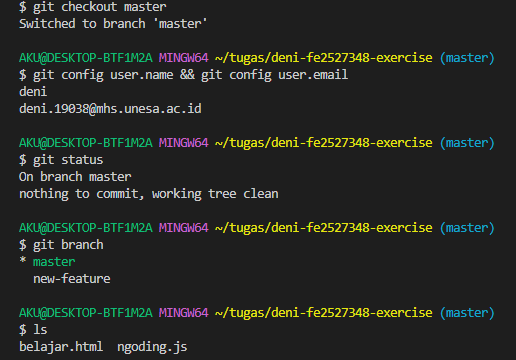 $ git checkout master
Switched to branch 'master'
AKU@DESKTOP-BTF1M2A MINGW64 ~/tugas/deni-fe2527348-exercise (master)
$ git config user.name && git config user.email
deni
deni.19038@mhs.unesa.ac.id
AKU@DESKTOP-BTF1M2A MINGW64 ~/tugas/deni-fe2527348-exercise (master)
$ git status
On branch master
nothing to commit, working tree clean
AKU@DESKTOP-BTF1M2A MINGW64 ~/tugas/deni-fe2527348-exercise (master)
$ git branch
* master
  new-feature
AKU@DESKTOP-BTF1M2A MINGW64 ~/tugas/deni-fe2527348-exercise (master)
$ ls
belajar.html  ngoding.js